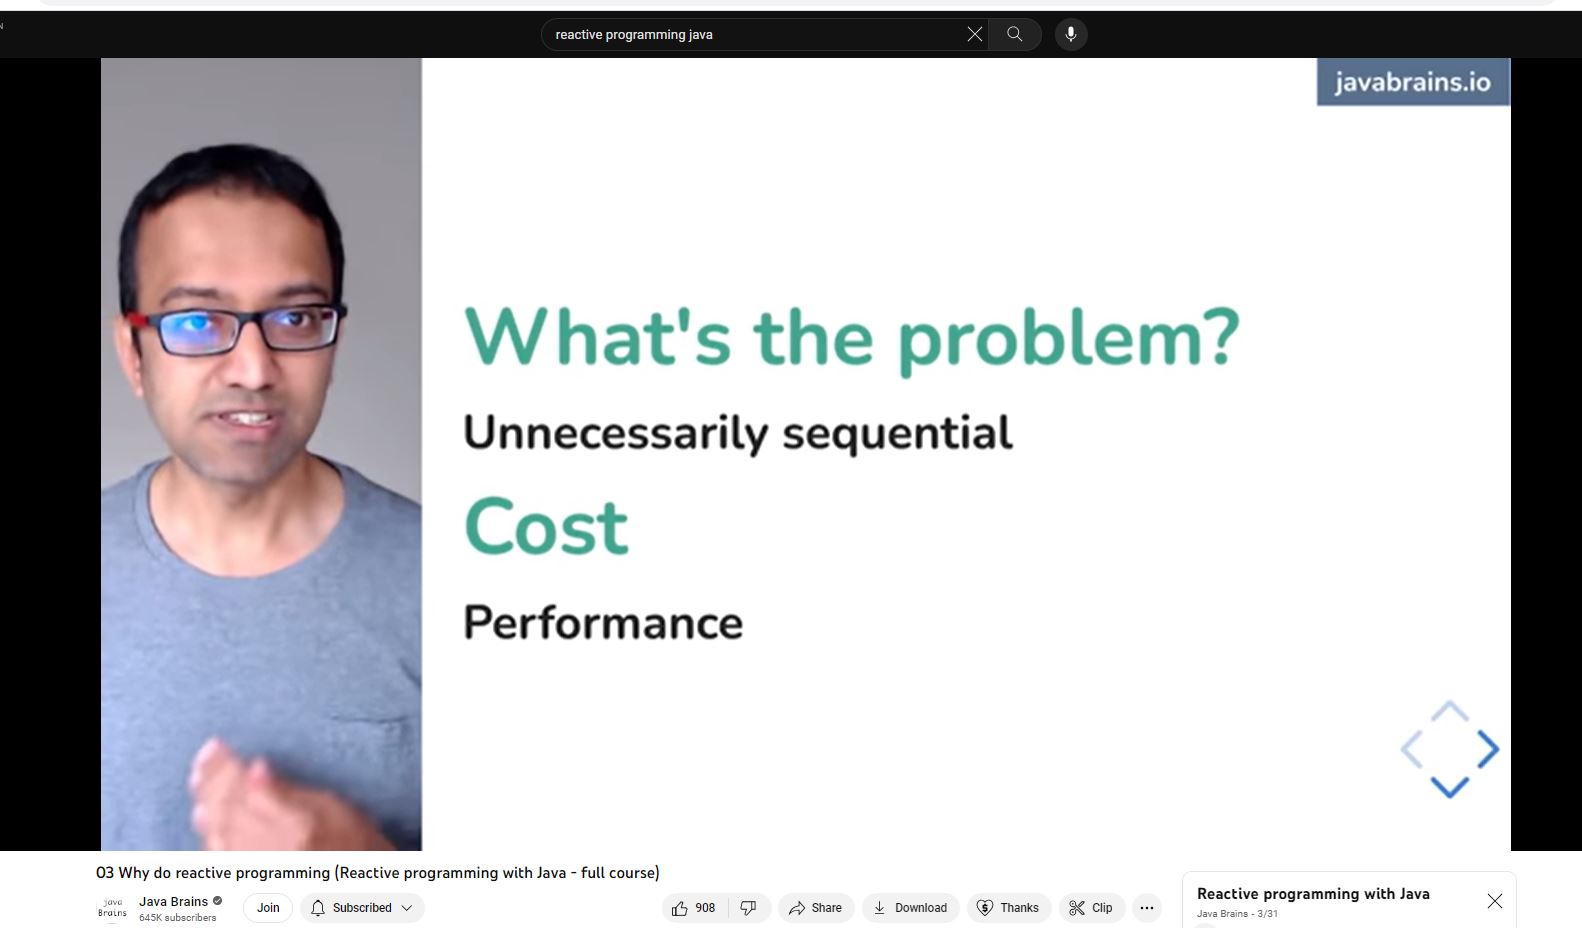 N
reactive programming java
javabrains.io
What's the problem?
Unnecessarily sequential
Cost
Performance
03 Why do reactive programming (Reactive programming with Java - full course)
java
Brains
Java Brains
645K subscribers
Join
Subscribed
908
Share
Download
Thanks
Clip
Reactive programming with Java
Java Brains - 3/31